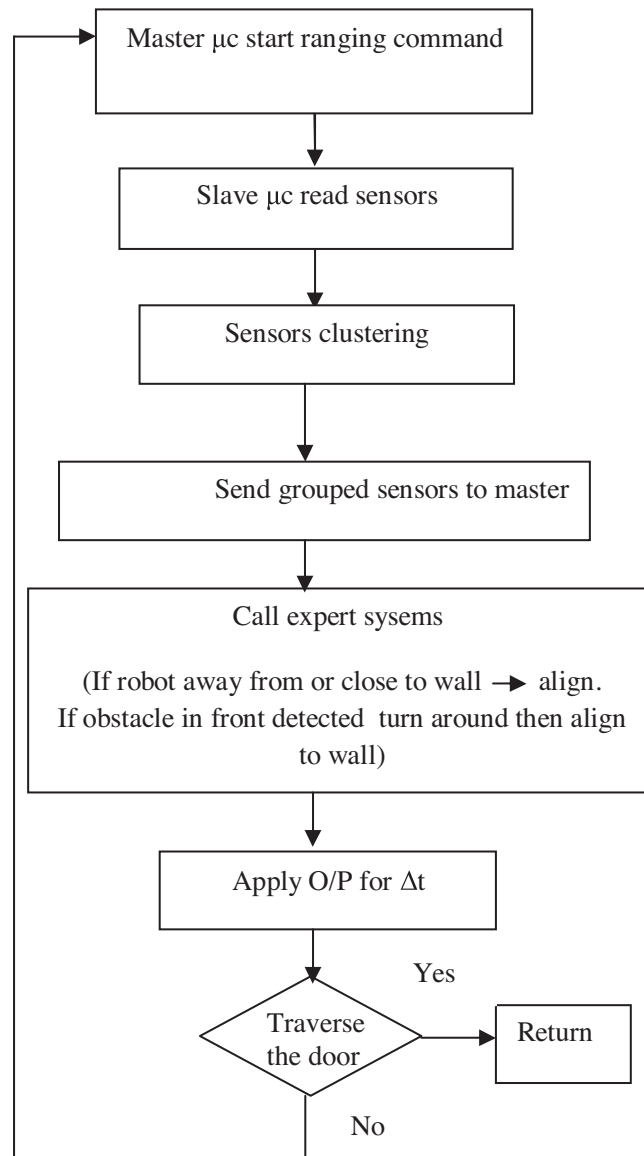 Master μc start ranging command
Slave μc read sensors
Sensors clustering
Send grouped sensors to master
Call expert sysems
(If robot away from or close to wall → align.
If obstacle in front detected turn around then align
to wall)
Apply O/P for Δt
Yes
Traverse
the door
Return
No